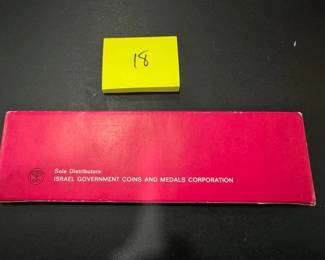 18
Sole Distributors:
ISRAEL GOVERNMENT COINS AND MEDALS CORPORATION